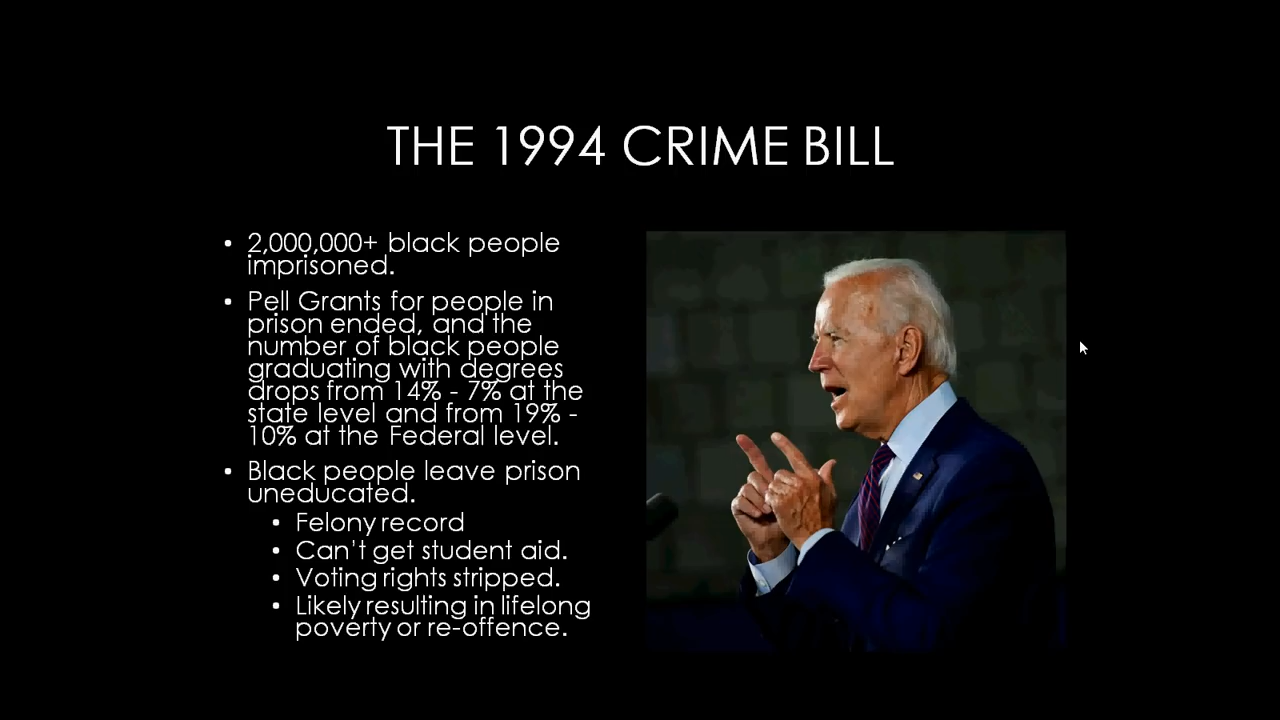 THE 1994 CRIME BILL
• 2,000,000+ black people
imprisoned.
• Pell Grants for people in
prison ended, and the
number of black people
graduating with degrees
drops from 14% - 7% at the
state level and from 19% -
10% at the Federal level.
• Black people leave prison
uneducated.
• Felony record
• Can't get student aid.
• Voting rights stripped.
• Likely resulting in lifelong
poverty or re-offence.